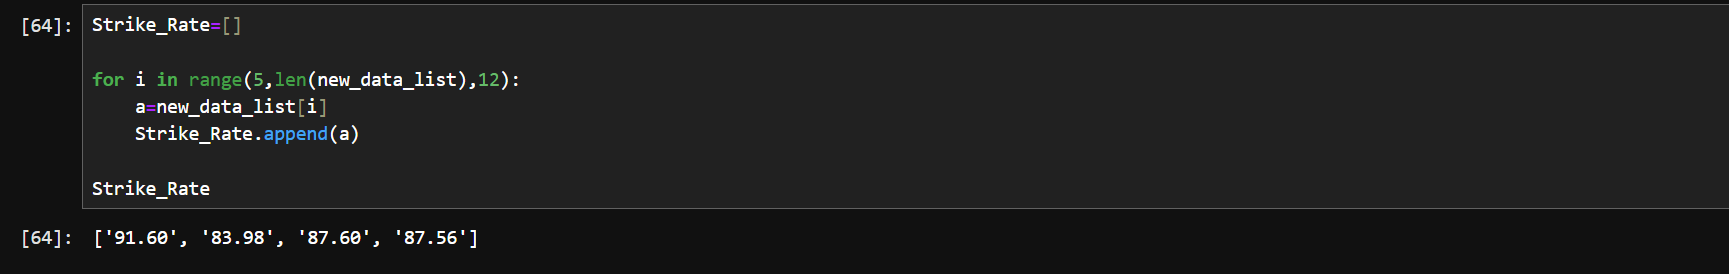 [64]: Strike_Rate=[]
for i in range(5,len(new_data_list),12):
    a=new_data_list[i]
    Strike_Rate.append(a)
Strike_Rate
[64]: ['91.60', '83.98', '87.60', '87.56']